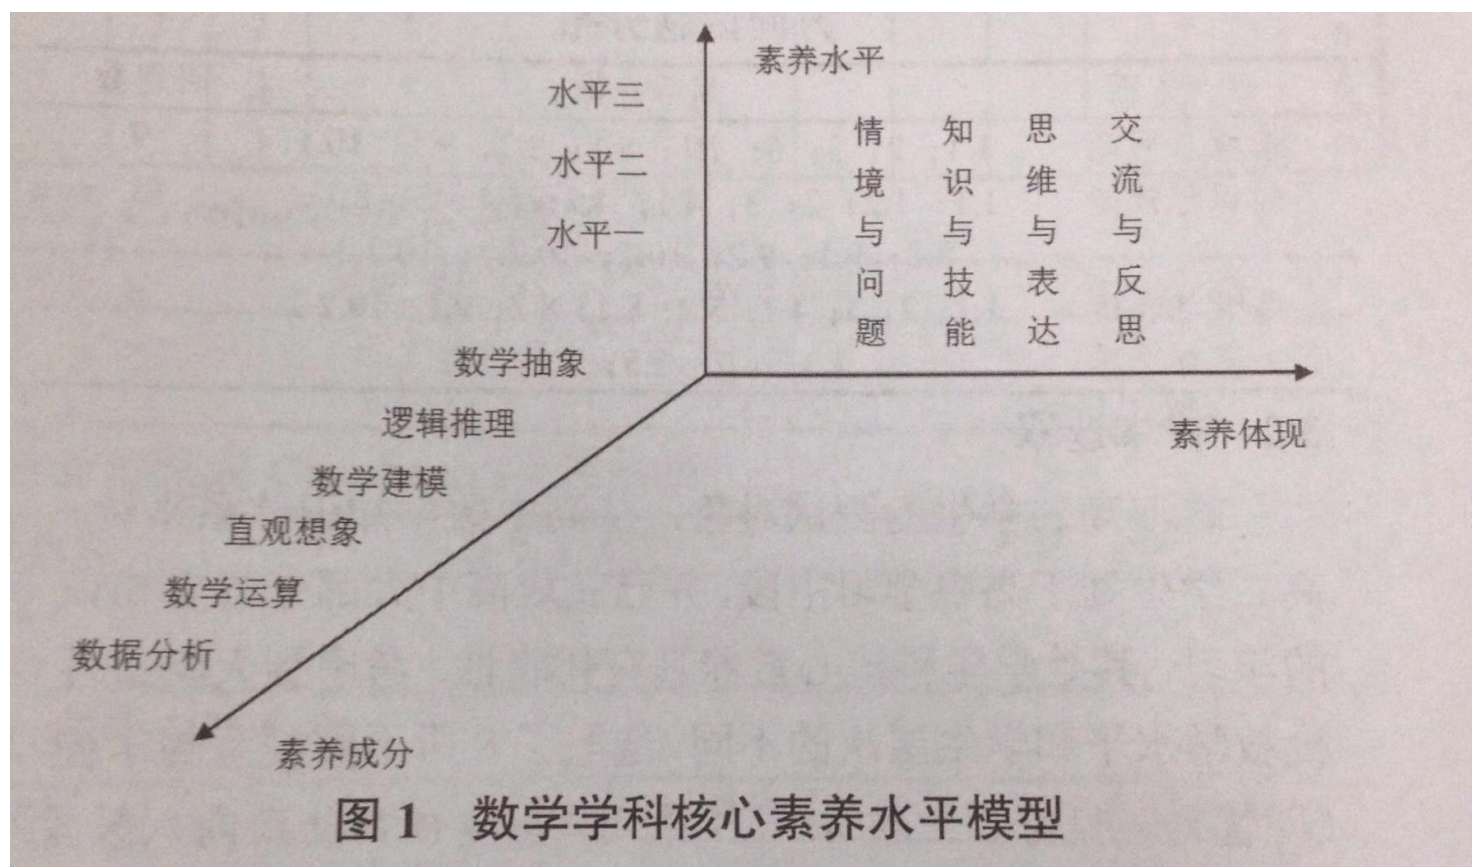 素养水平
水平三
水平二
水平一
情境与问题
知识与技能
思维与表达
交流与反思
素养体现
数学抽象
逻辑推理
数学建模
直观想象
数学运算
数据分析
素养成分
图1 数学学科核心素养水平模型